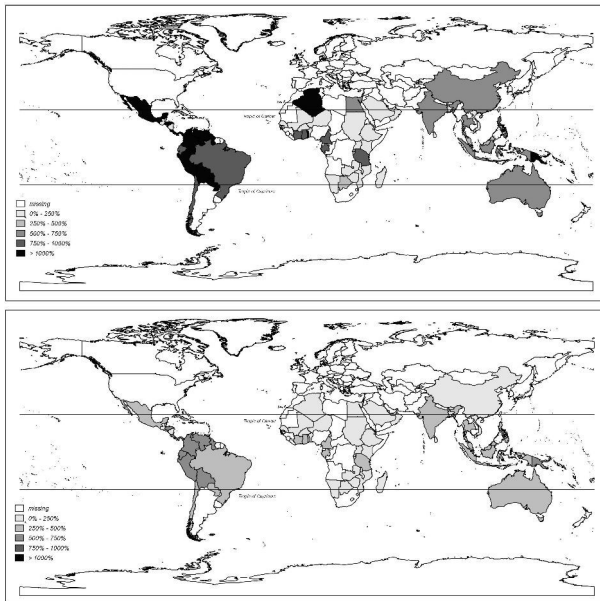 Tropic of Cancer
Tropic of Capricorn
missing
0% - 250%
250% - 500%
500% - 750%
750% - 1000%
> 1000%
Tropic of Cancer
Tropic of Capricorn
missing
0% - 250%
250% - 500%
500% - 750%
750% - 1000%
> 1000%